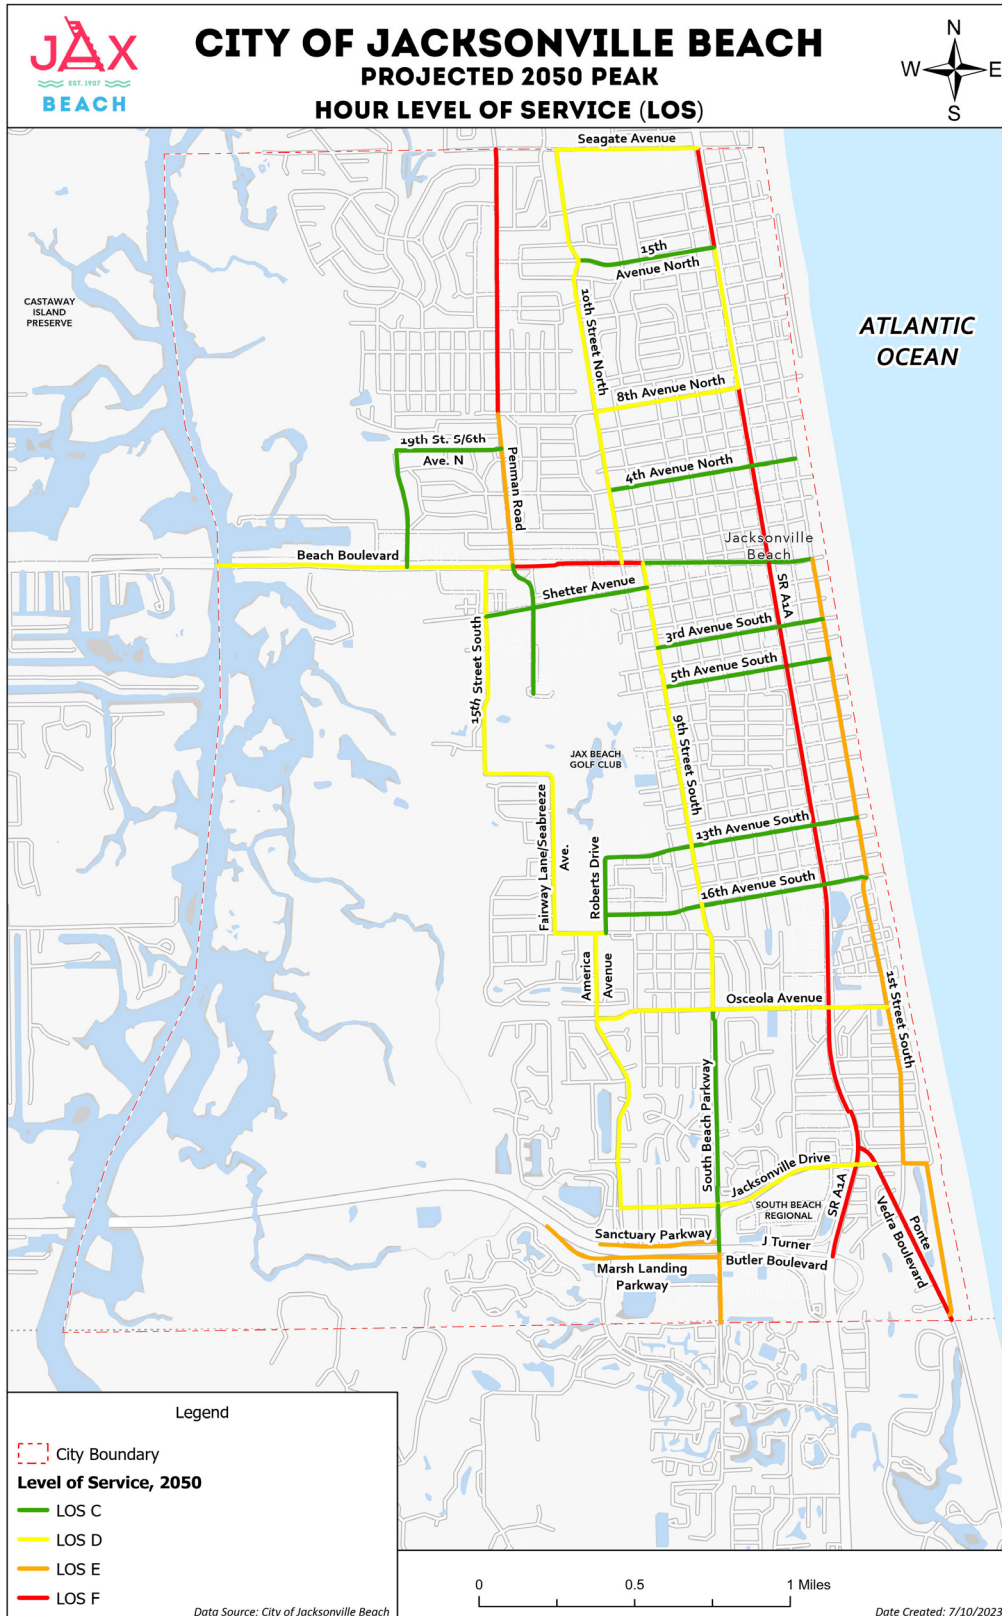 JAX
EST. 1907
BEACH
CITY OF JACKSONVILLE BEACH
PROJECTED 2050 PEAK
HOUR LEVEL OF SERVICE (LOS)
N
W
E
S
Seagate Avenue
15th
Avenue North
CASTAWAY
ISLAND
PRESERVE
10th Street North
ATLANTIC
OCEAN
8th Avenue North
19th St. S/6th
Ave. N
Penman Road
4th Avenue North
Beach Boulevard
Jacksonville
Beach
Shetter Avenue
SR A1A
15th Street South
3rd Avenue South
5th Avenue South
9th Street South
JAX BEACH
GOLF CLUB
Fairway Lane/Seabreeze
Ave.
Roberts Drive
13th Avenue South
16th Avenue South
America
Avenue
Osceola Avenue
1st Street South
South Beach Parkway
Jacksonville Drive
SR A1A
SOUTH BEACH
REGIONAL
Ponte
Vedra Boulevard
Sanctuary Parkway
J Turner
Butler Boulevard
Marsh Landing
Parkway
Legend
City Boundary
Level of Service, 2050
LOS C
LOS D
LOS E
LOS F
Data Source: City of Jacksonville Beach
0
0.5
1 Miles
Date Created: 7/10/2023